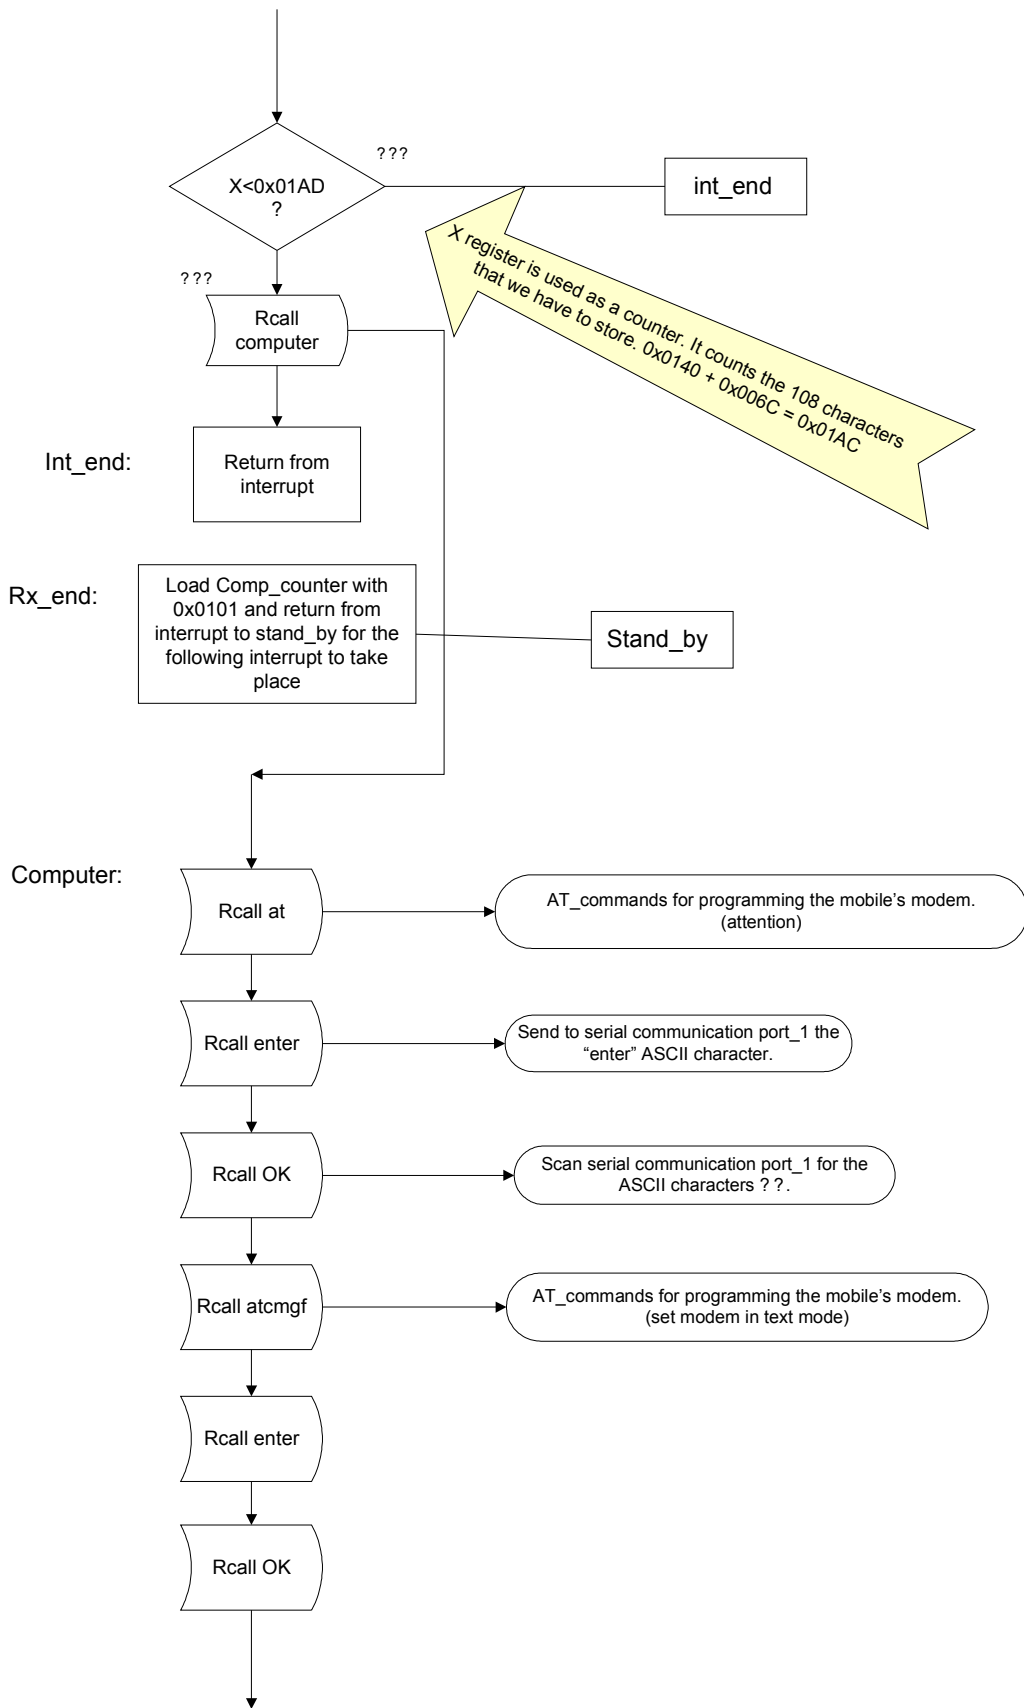 ???
X<0x01AD
?
int_end
X register is used as a counter. It counts the 108 characters
that we have to store. 0x0140 + 0x006C = 0x01AC
???
Rcall
computer
Int_end:
Return from
interrupt
Rx_end:
Load Comp_counter with
0x0101 and return from
interrupt to stand_by for the
following interrupt to take
place
Stand_by
Computer:
Rcall at
AT_commands for programming the mobile's modem.
(attention)
Rcall enter
Send to serial communication port_1 the
“enter” ASCII character.
Rcall OK
Scan serial communication port_1 for the
ASCII characters ??.
Rcall atcmgf
AT_commands for programming the mobile's modem.
(set modem in text mode)
Rcall enter
Rcall OK